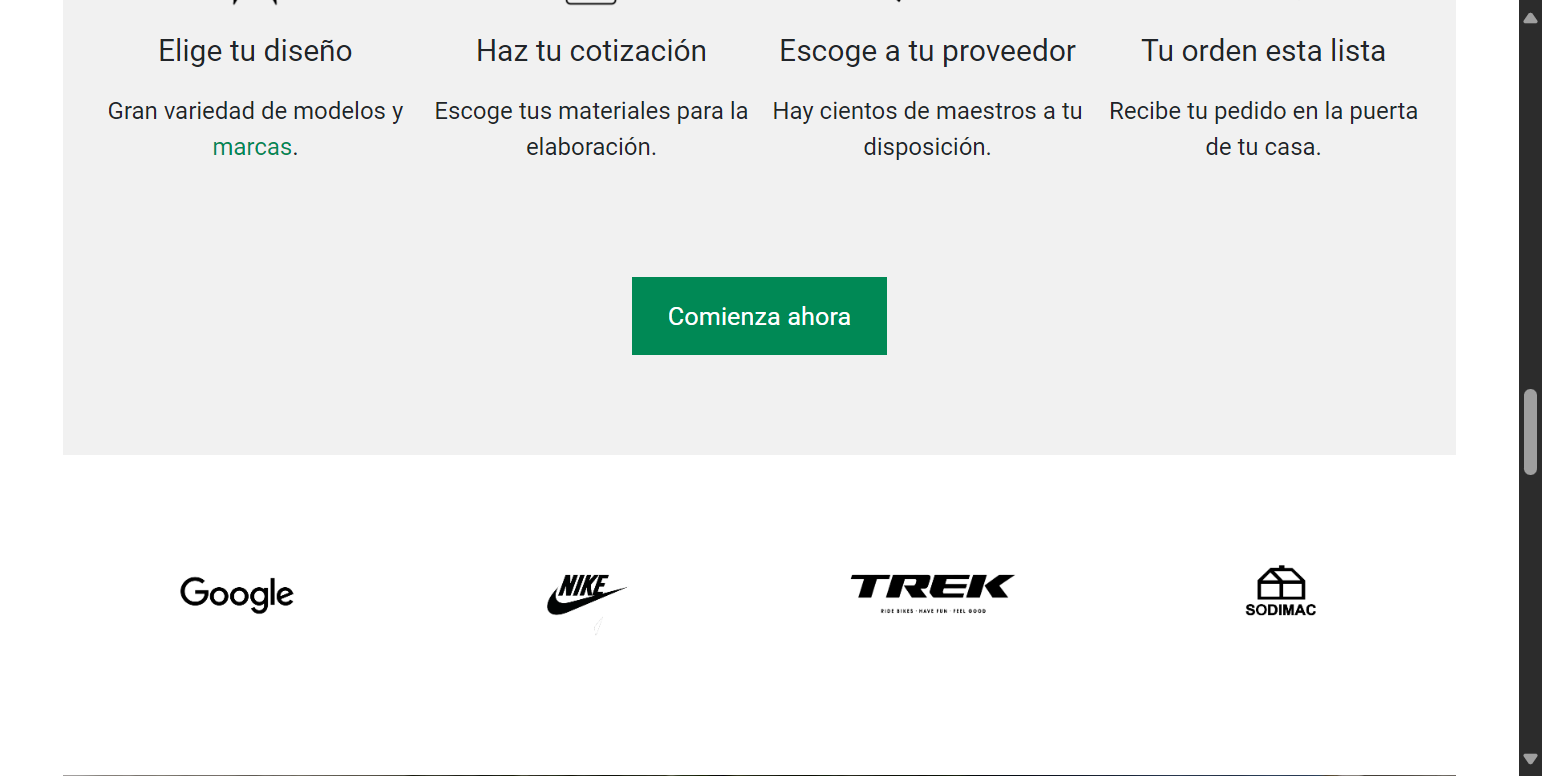 Elige tu diseño
Haz tu cotización
Escoge a tu proveedor
Tu orden esta lista
Gran variedad de modelos y
marcas.
Escoge tus materiales para la
elaboración.
Hay cientos de maestros a tu
disposición.
Recibe tu pedido en la puerta
de tu casa.
Comienza ahora
Google
NIKE
TREK
RIDE BIKES · HAVE FUN · FEEL GOOD
SODIMAC